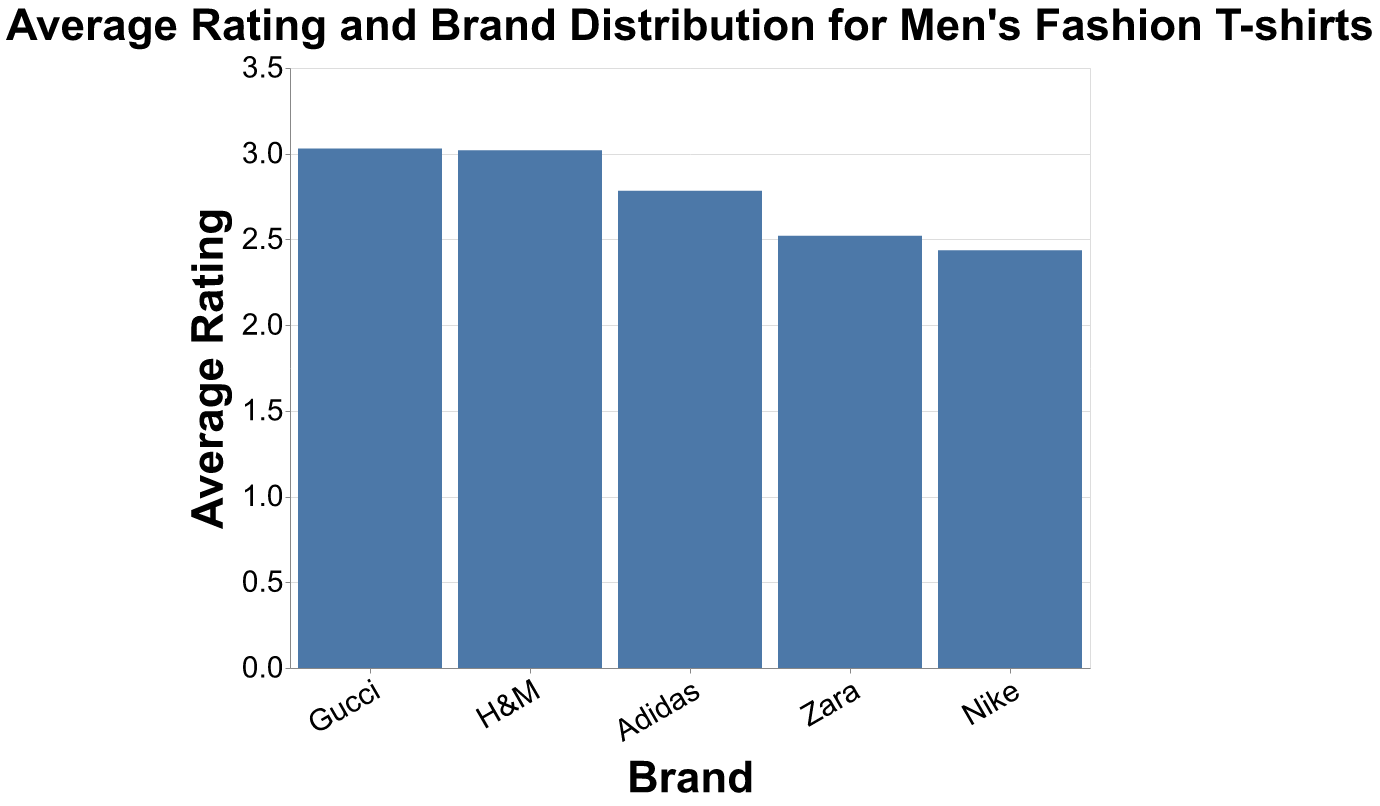 Average Rating and Brand Distribution for Men's Fashion T-shirts
3.5
3.0
2.5
2.0
1.5
1.0
0.5
0.0
Average Rating
Gucci
H&M
Adidas
Zara
Nike
Brand